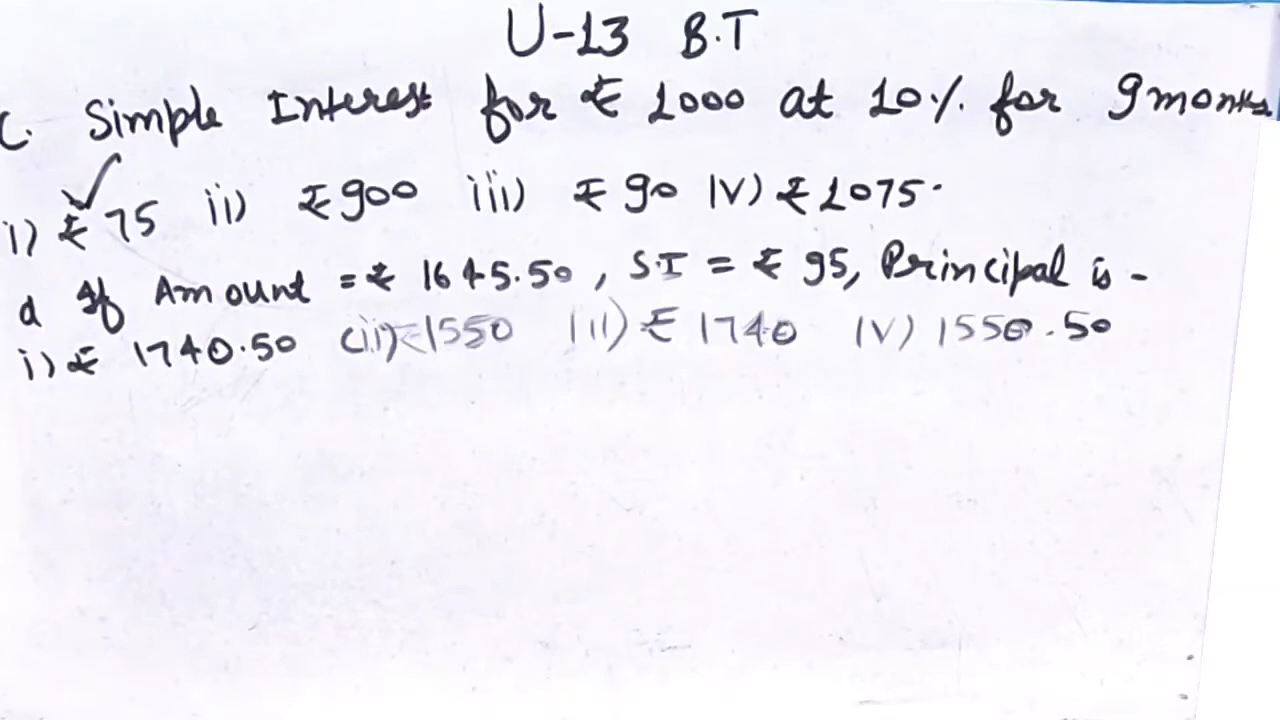 U-13 B.T
C. Simple Interest for ₹ 1000 at 10% for 9 months
i) ₹ 75 ii) ₹ 900 iii) ₹ 90 iv) ₹ 1075.
d If Amount = ₹ 1645.50, S.I = ₹ 95, Principal is -
i) ₹ 1740.50 (ii) ₹ 1550 (iii) ₹ 1740 (v) 1550.50